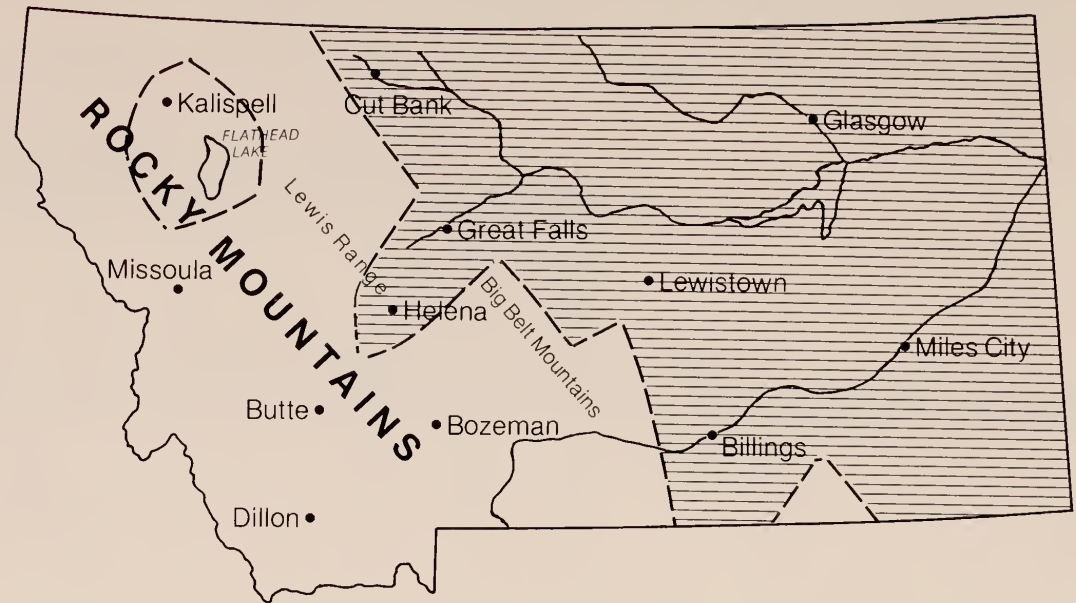 Kalispell
Cut Bank
ROCKY MOUNTAINS
FLATHEAD
LAKE
Glasgow
Lewis Range
Great Falls
Missoula
Lewistown
Helena
Big Belt Mountains
Miles City
Butte
Bozeman
Billings
Dillon